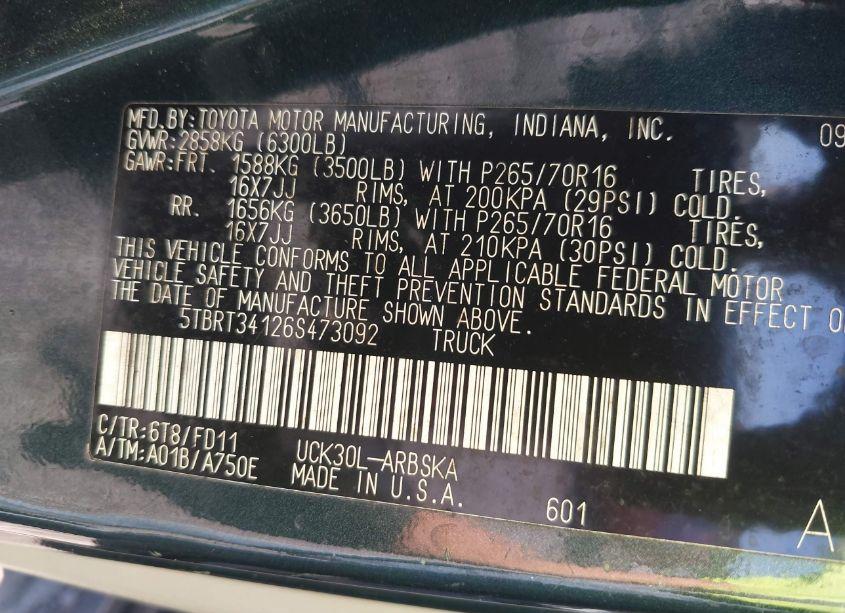 MFD.BY:TOYOTA MOTOR MANUFACTURING, INDIANA, INC. 09
GVWR:2858KG (6300LB)
GAWR:FRT. 1588KG (3500LB) WITH P265/70R16 TIRES,
16X7JJ RIMS, AT 200KPA (29PSI) COLD.
RR. 1656KG (3650LB) WITH P265/70R16 TIRES,
16X7JJ RIMS, AT 210KPA (30PSI) COLD.
THIS VEHICLE CONFORMS TO ALL APPLICABLE FEDERAL MOTOR
VEHICLE SAFETY AND THEFT PREVENTION STANDARDS IN EFFECT O
THE DATE OF MANUFACTURE SHOWN ABOVE.
5TBRT34126S473092 TRUCK
C/TR:6T8/FD11 UCK30L-ARBSKA
A/TM:A01B/A750E MADE IN U.S.A.
601 A